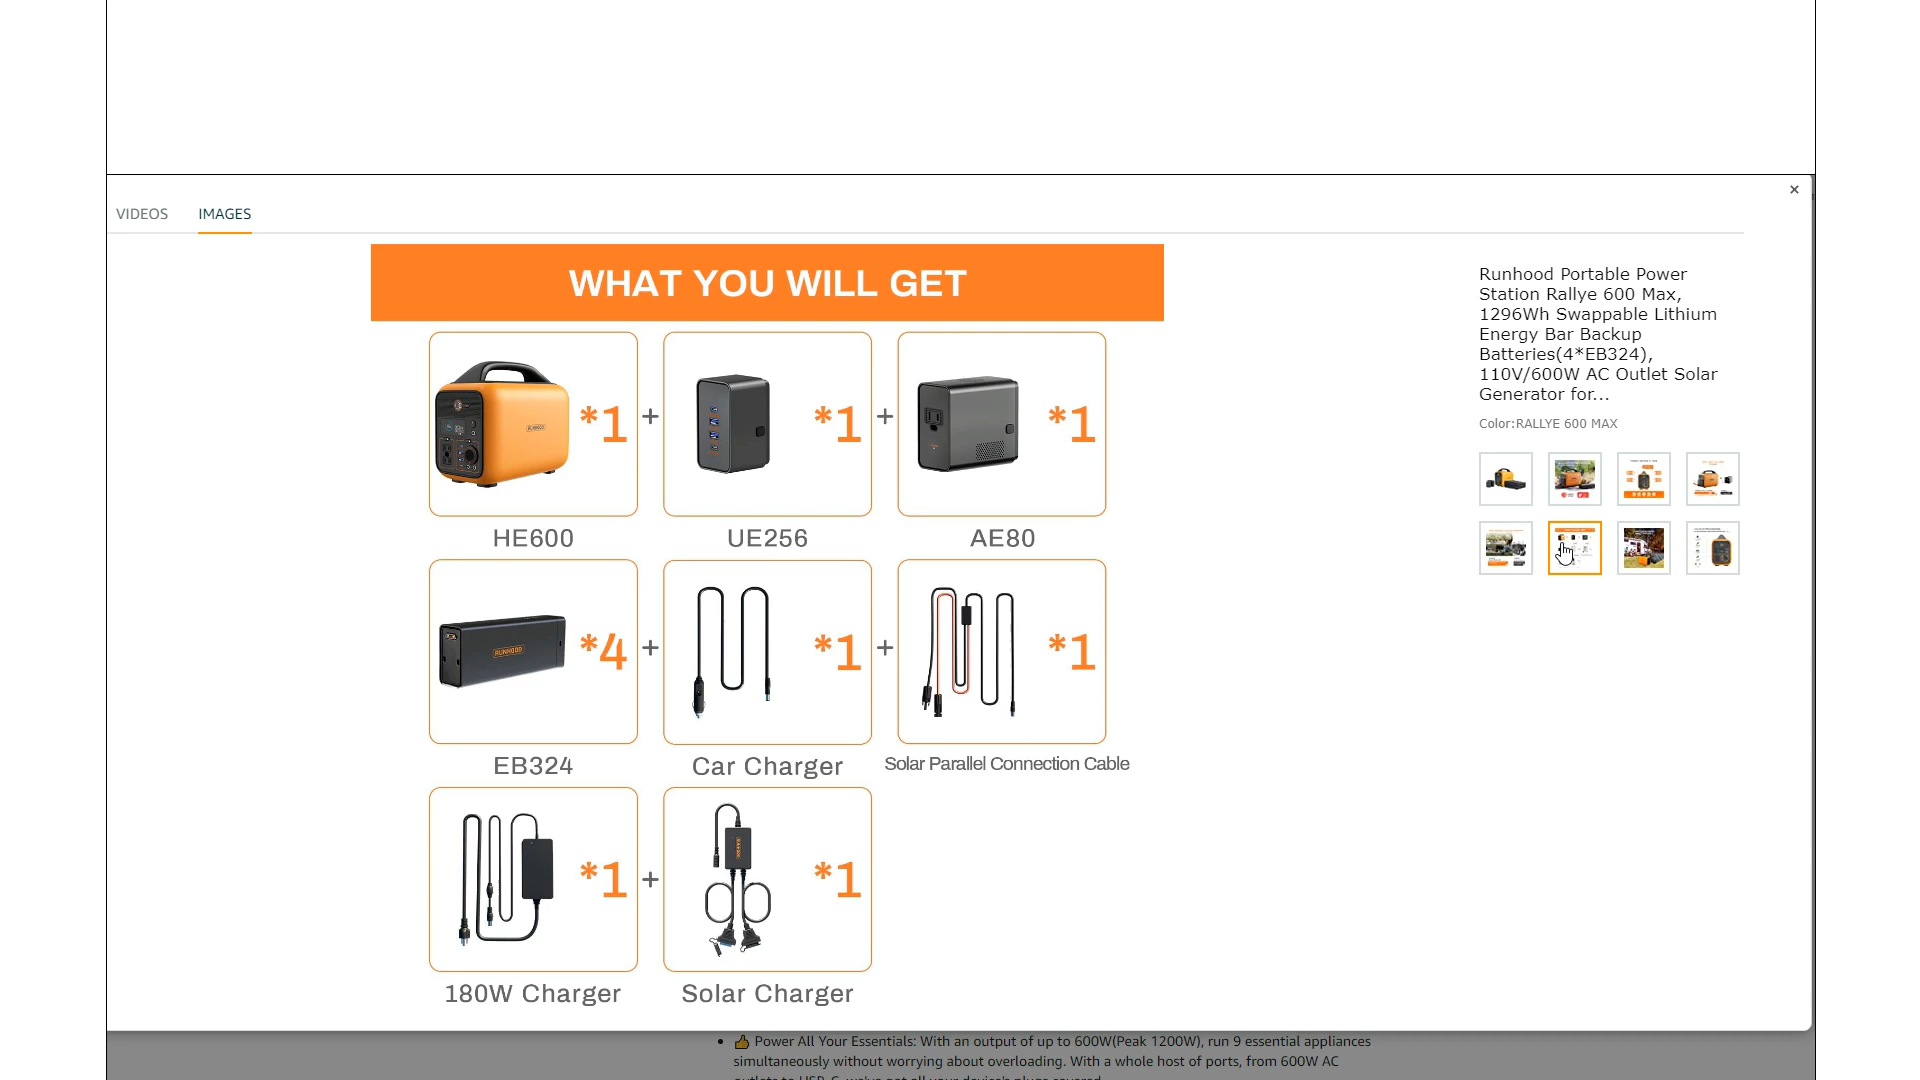 VIDEOS IMAGES ×
WHAT YOU WILL GET
*1 + *1 + *1
HE600 UE256 AE80
RUNHOOD *4 + *1 + *1
EB324 Car Charger Solar Parallel Connection Cable
*1 + *1
180W Charger Solar Charger
Runhood Portable Power
Station Rallye 600 Max,
1296Wh Swappable Lithium
Energy Bar Backup
Batteries(4*EB324),
110V/600W AC Outlet Solar
Generator for...
Color:RALLYE 600 MAX
• 👍 Power All Your Essentials: With an output of up to 600W(Peak 1200W), run 9 essential appliances
simultaneously without worrying about overloading. With a whole host of ports, from 600W AC